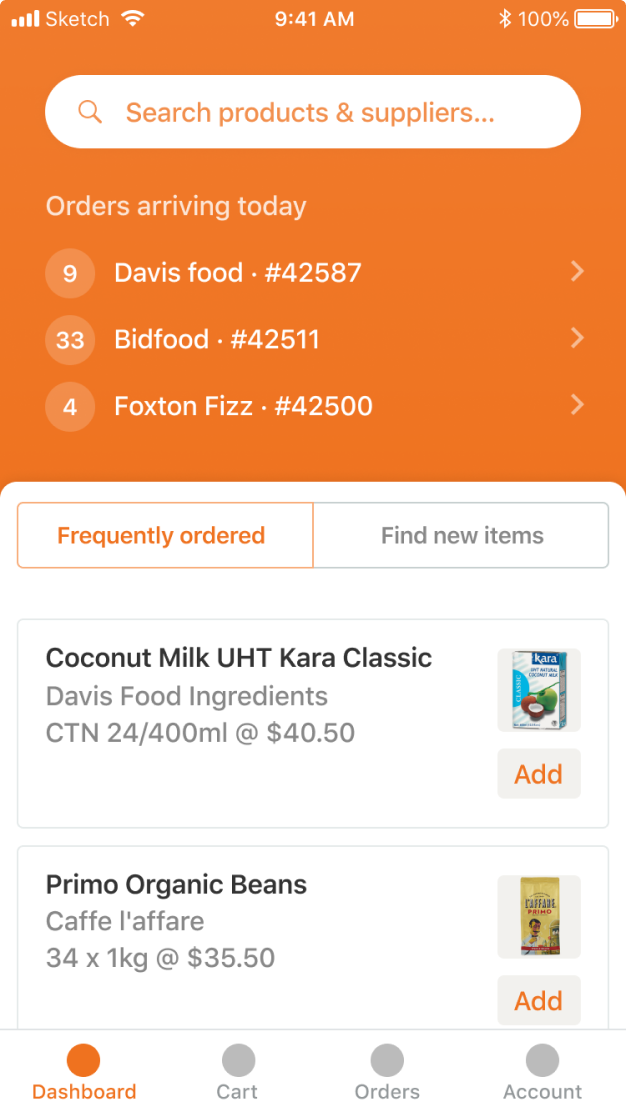 Sketch 9:41 AM 100%
Search products & suppliers...
Orders arriving today
9 Davis food · #42587
33 Bidfood · #42511
4 Foxton Fizz · #42500
Frequently ordered Find new items
Coconut Milk UHT Kara Classic
Davis Food Ingredients
CTN 24/400ml @ $40.50
kara
UHT NATURAL
COCONUT MILK
CLASSIC
Add
Primo Organic Beans
Caffe l'affare
34 x 1kg @ $35.50
L'AFFARE
PRIMO
Add
Dashboard Cart Orders Account